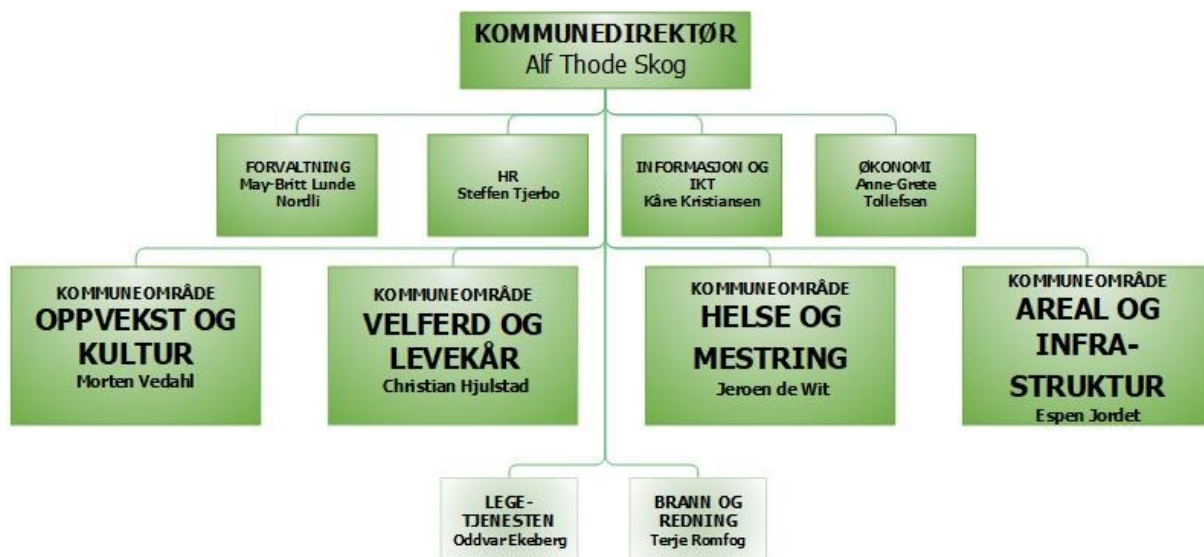 KOMMUNEDIREKTØR
Alf Thode Skog
FORVALTNING
May-Britt Lunde
Nordli
HR
Steffen Tjerbo
INFORMASJON OG
IKT
Kåre Kristiansen
ØKONOMI
Anne-Grete
Tollefsen
KOMMUNEOMRÅDE
OPPVEKST OG
KULTUR
Morten Vedahl
KOMMUNEOMRÅDE
VELFERD OG
LEVEKÅR
Christian Hjulstad
KOMMUNEOMRÅDE
HELSE OG
MESTRING
Jeroen de Wit
KOMMUNEOMRÅDE
AREAL OG
INFRA-
STRUKTUR
Espen Jordet
LEGE-
TJENESTEN
Oddvar Ekeberg
BRANN OG
REDNING
Terje Romfog